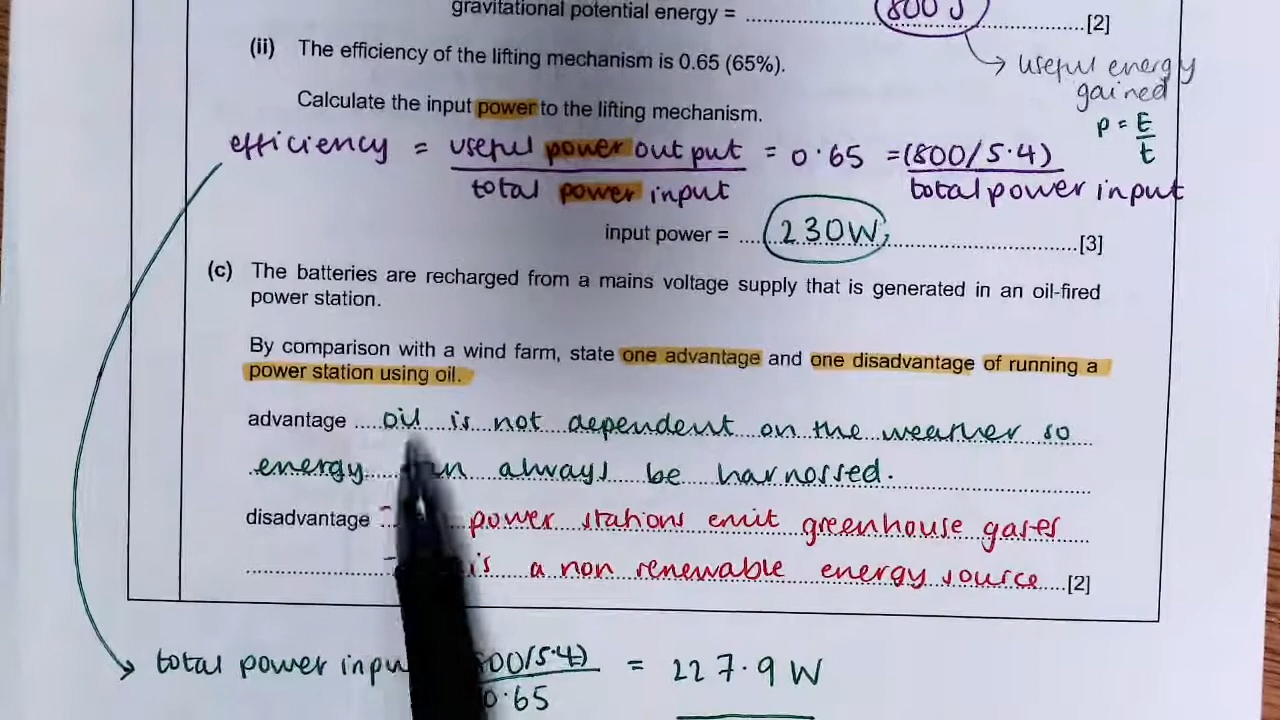 gravitational potential energy = ........ 800 J ........[2]
→ useful energy gained
(ii) The efficiency of the lifting mechanism is 0.65 (65%).
Calculate the input power to the lifting mechanism.
P = E/t
efficiency = useful power output / total power input = 0.65 = (800/5.4) / total power input
input power = .... 230W ........[3]
(c) The batteries are recharged from a mains voltage supply that is generated in an oil-fired
power station.
By comparison with a wind farm, state one advantage and one disadvantage of running a
power station using oil.
advantage .... oil is not dependent on the weather so
energy always be harnossed.
disadvantage power stations emit greenhouse gases
is a non renewable energy source ....[2]
→ total power inpu 800/5.4) / 0.65 = 227.9 W